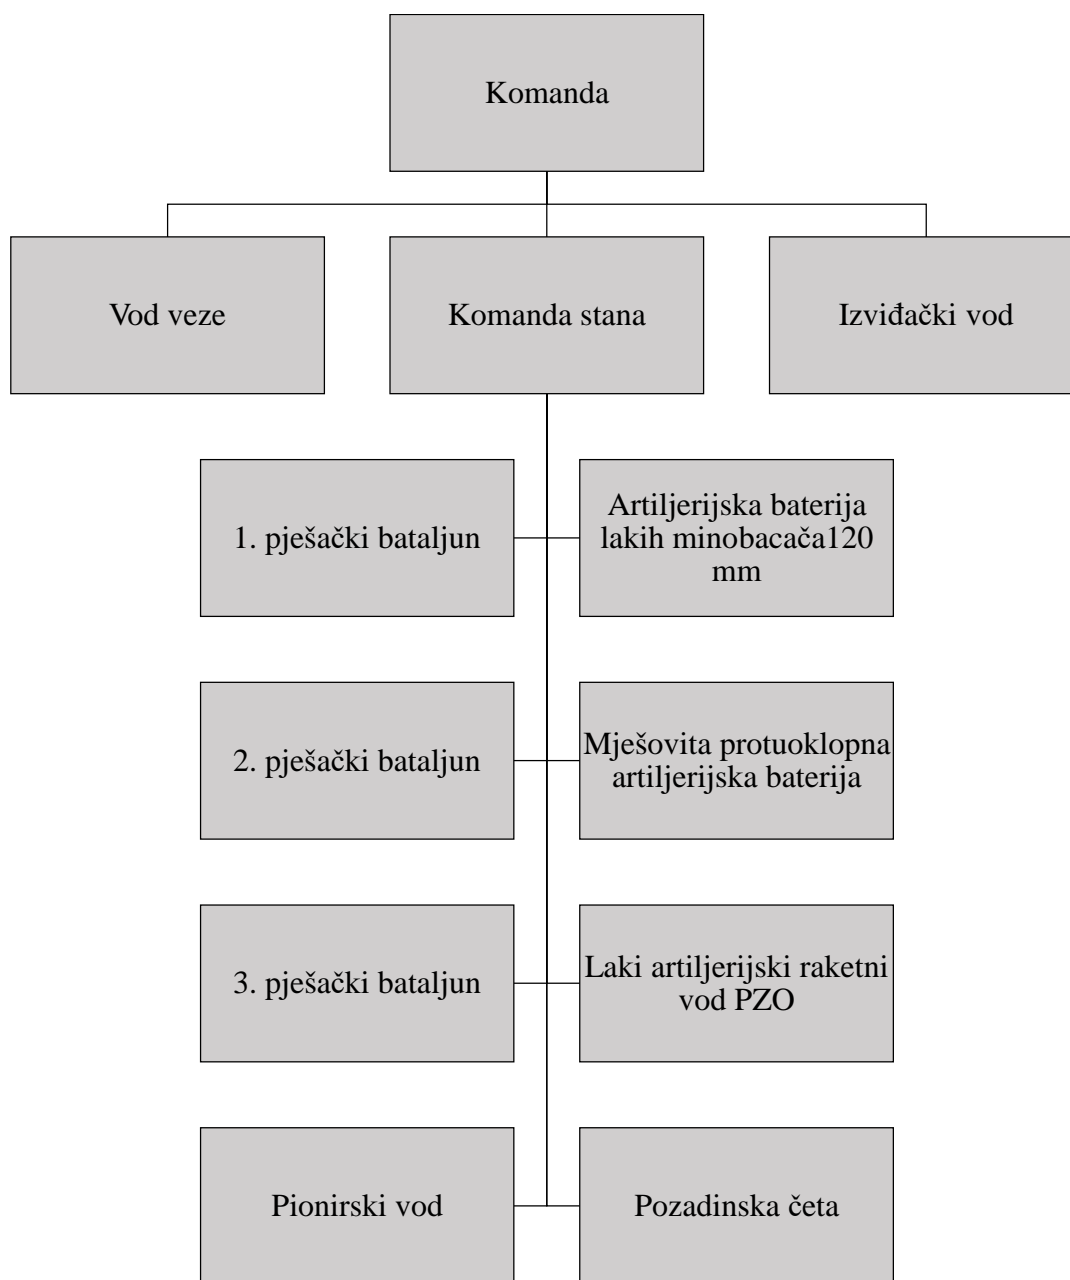 Komanda
Vod veze
Komanda stana
Izviđački vod
1. pješački bataljun
Artiljerijska baterija
lakih minobacača120
mm
2. pješački bataljun
Mješovita protuoklopna
artiljerijska baterija
3. pješački bataljun
Laki artiljerijski raketni
vod PZO
Pionirski vod
Pozadinska četa